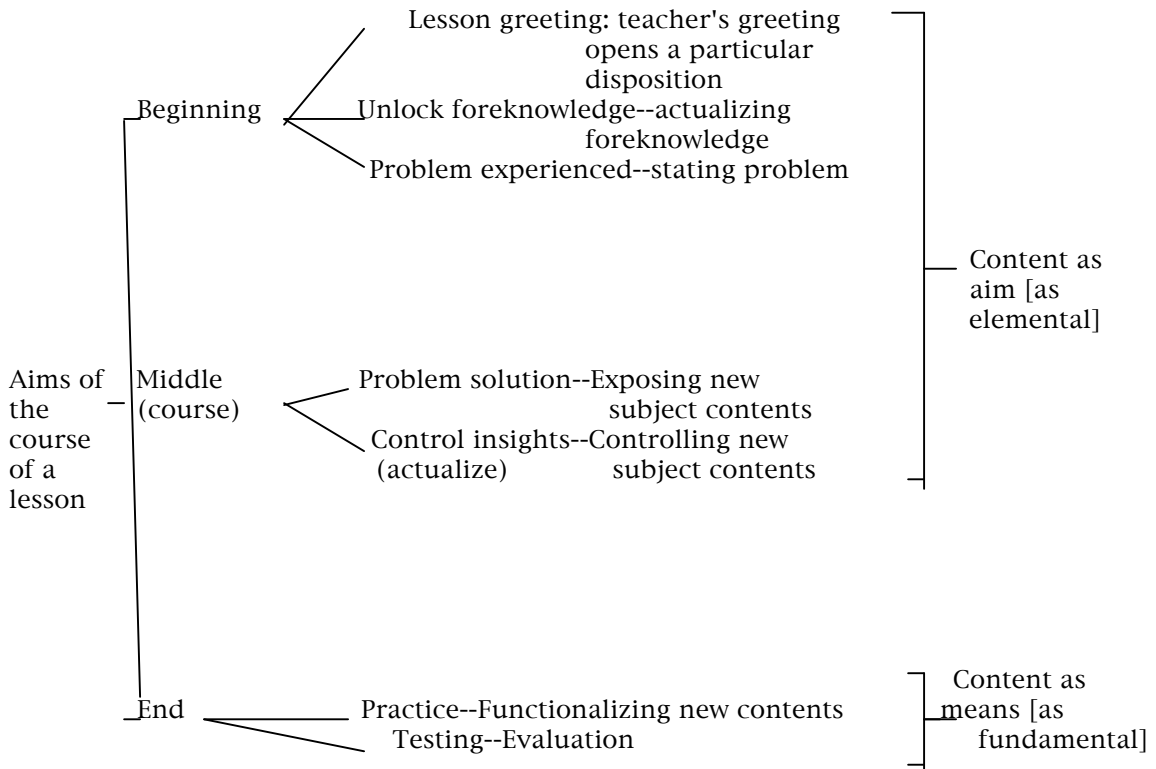 Lesson greeting: teacher's greeting
opens a particular
disposition
Beginning
Unlock foreknowledge--actualizing
foreknowledge
Problem experienced--stating problem
Content as
aim [as
elemental]
Aims of
the
course
of a
lesson
Middle
(course)
Problem solution--Exposing new
subject contents
Control insights--Controlling new
(actualize) subject contents
End
Practice--Functionalizing new contents
Testing--Evaluation
Content as
means [as
fundamental]